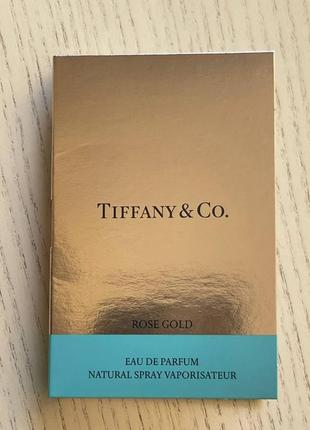 TIFFANY & CO.
ROSE GOLD
EAU DE PARFUM
NATURAL SPRAY VAPORISATEUR